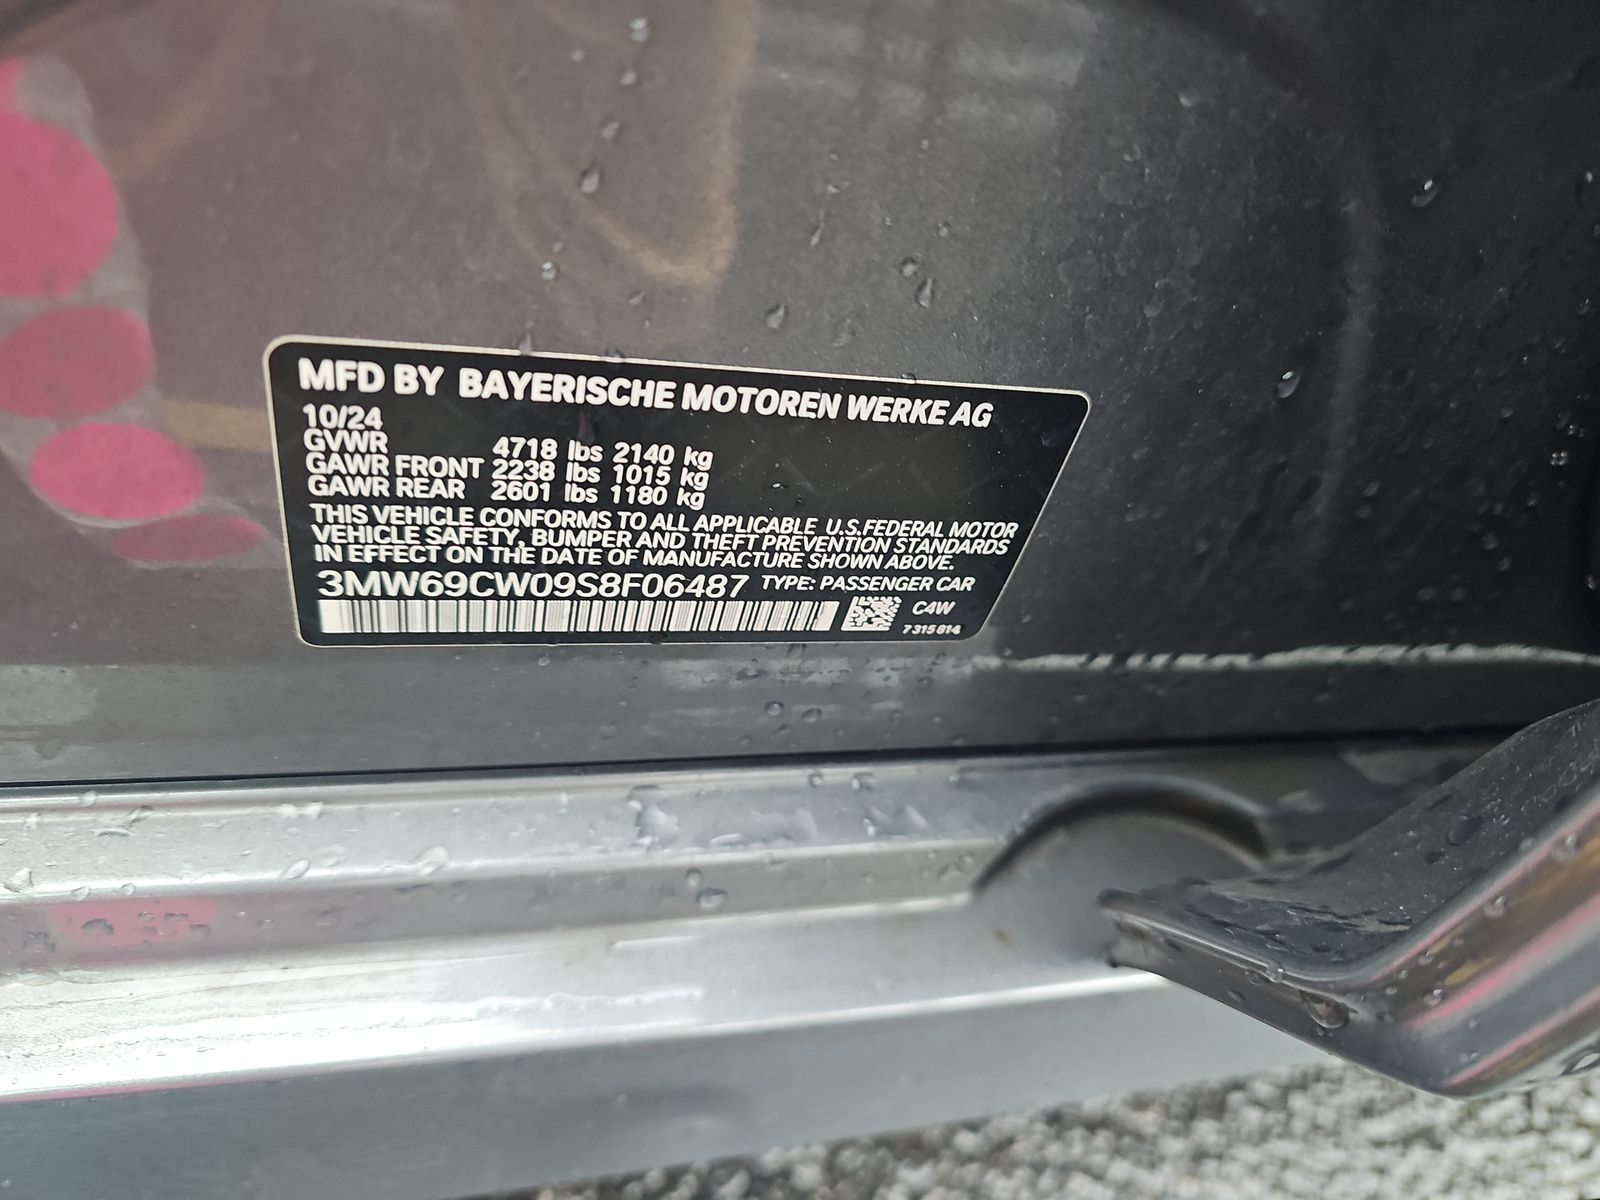 MFD BY BAYERISCHE MOTOREN WERKE AG
10/24
GVWR 4718 lbs 2140 kg
GAWR FRONT 2238 lbs 1015 kg
GAWR REAR 2601 lbs 1180 kg
THIS VEHICLE CONFORMS TO ALL APPLICABLE U.S.FEDERAL MOTOR
VEHICLE SAFETY, BUMPER AND THEFT PREVENTION STANDARDS
IN EFFECT ON THE DATE OF MANUFACTURE SHOWN ABOVE.
3MW69CW09S8F06487 TYPE: PASSENGER CAR
C4W
7315014